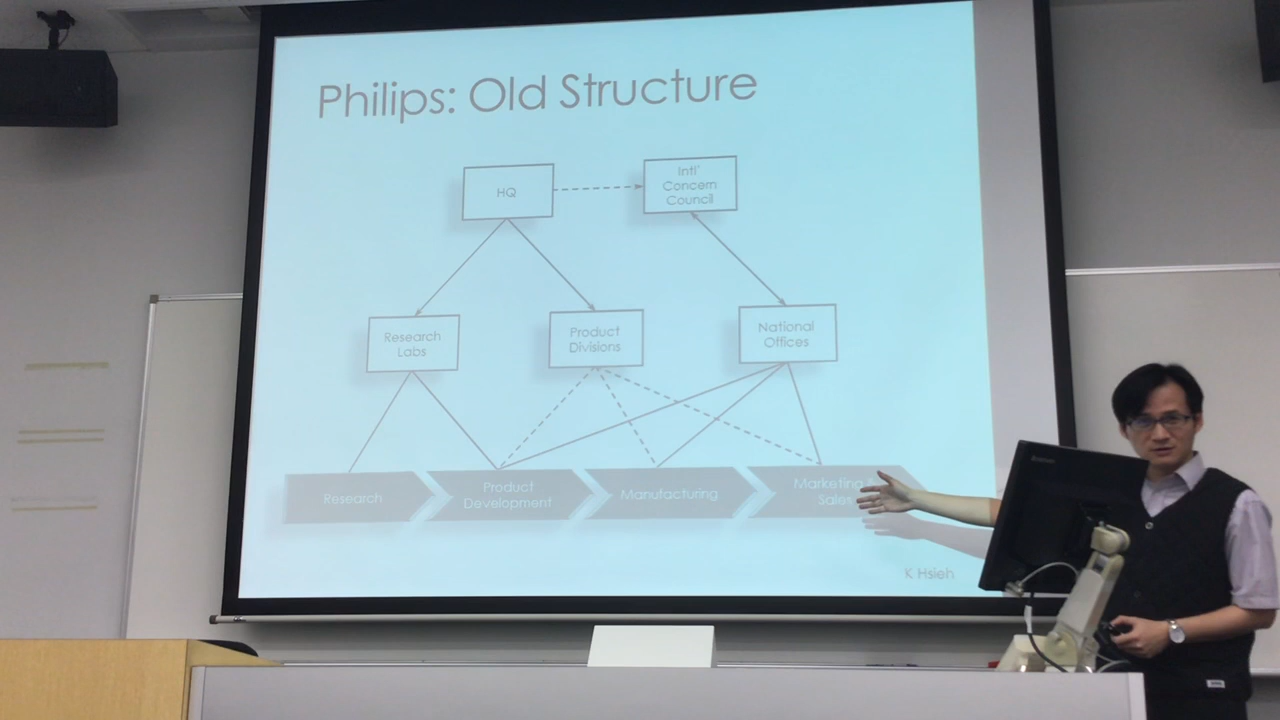 Philips: Old Structure
HQ
Intl'
Concern
Council
Research
Labs
Product
Divisions
National
Offices
Research
Product
Development
Manufacturing
Marketing
Sales
K Hsieh